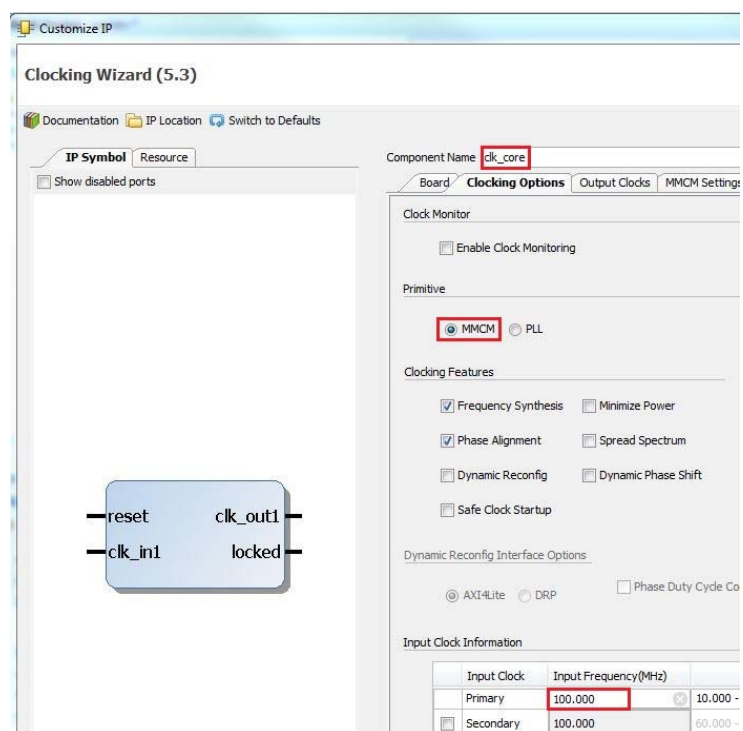 Customize IP
Clocking Wizard (5.3)
Documentation IP Location Switch to Defaults
IP Symbol Resource
Show disabled ports
reset clk_out1
clk_in1 locked
Component Name clk_core
Board Clocking Options Output Clocks MMCM Settings
Clock Monitor
Enable Clock Monitoring
Primitive
MMCM PLL
Clocking Features
Frequency Synthesis Minimize Power
Phase Alignment Spread Spectrum
Dynamic Reconfig Dynamic Phase Shift
Safe Clock Startup
Dynamic Reconfig Interface Options
AXI4Lite DRP Phase Duty Cycle Co
Input Clock Information
Input Clock Input Frequency(MHz)
Primary 100.000 10.000 -
Secondary 100.000 60.000 -